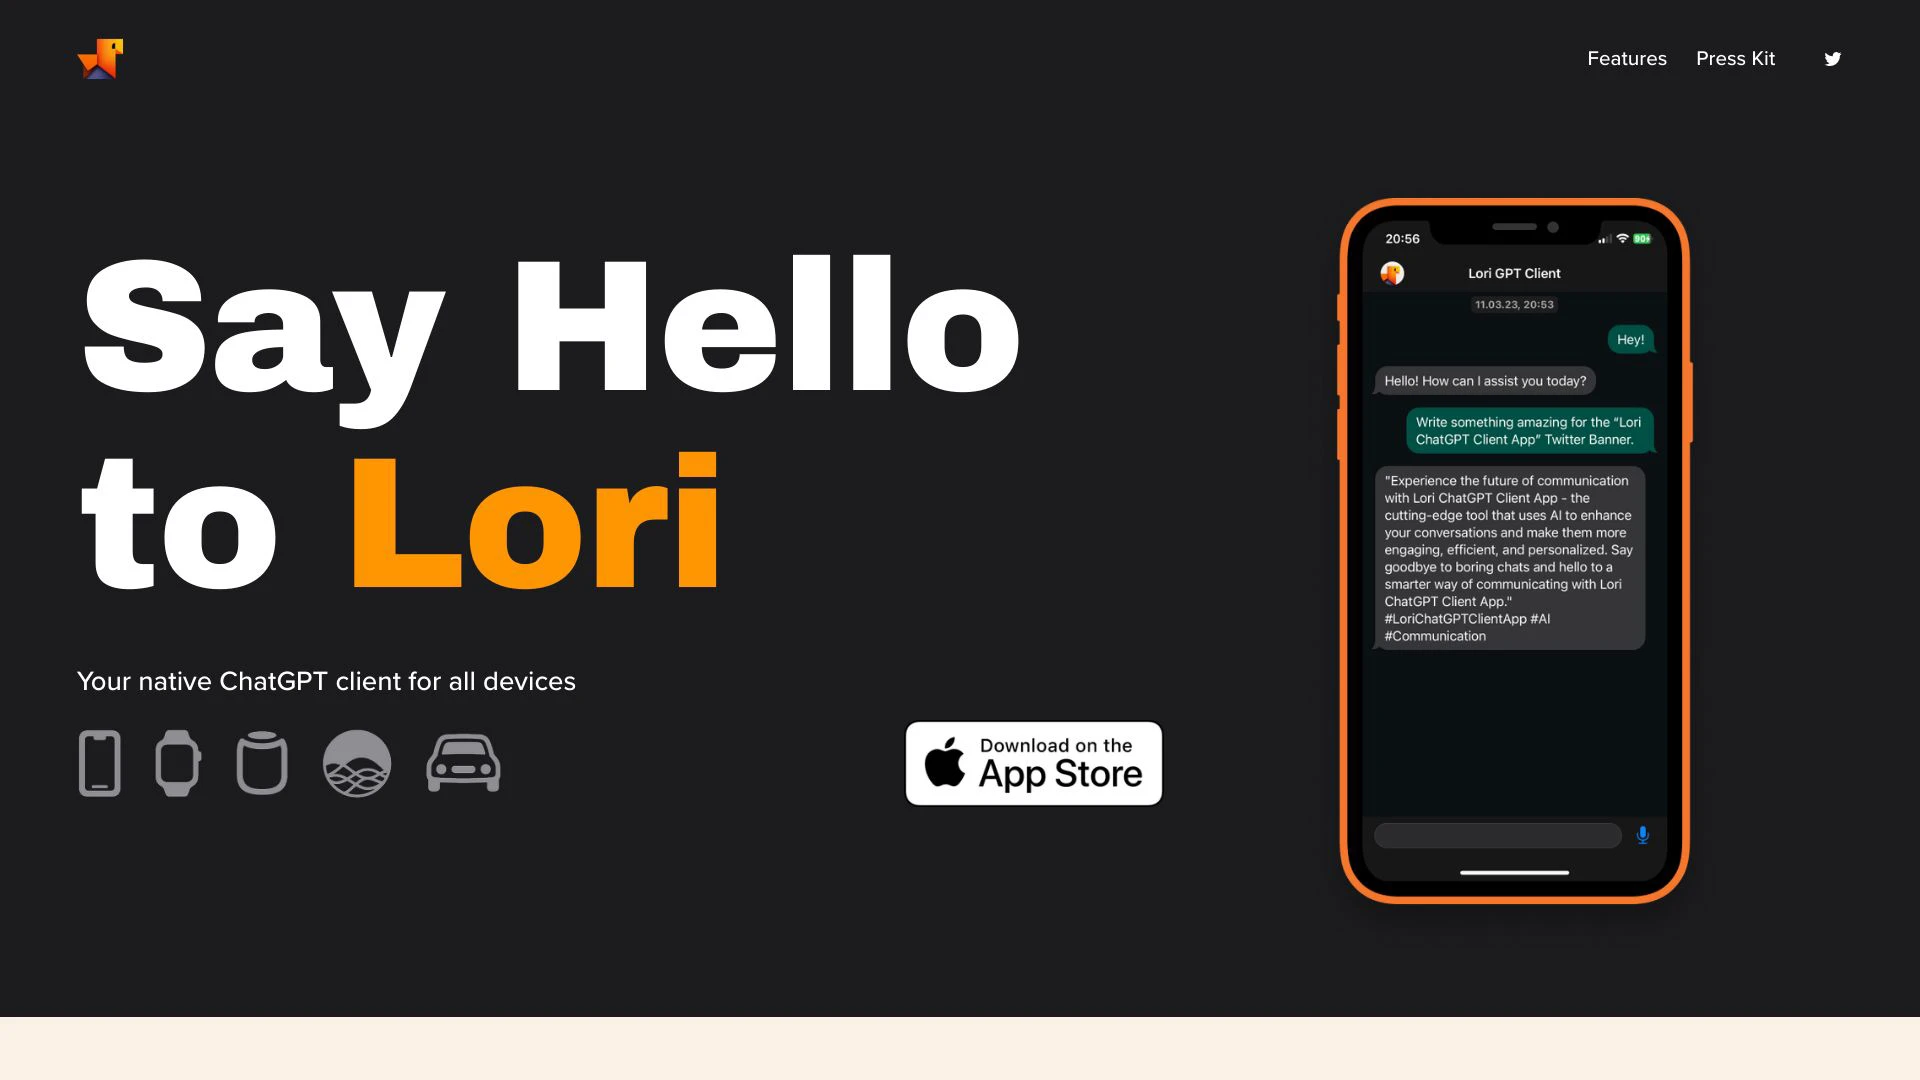 Features
Press Kit
Say Hello
to Lori
Your native ChatGPT client for all devices
Download on the
App Store
20:56
90
Lori GPT Client
11.03.23, 20:53
Hey!
Hello! How can I assist you today?
Write something amazing for the “Lori
ChatGPT Client App” Twitter Banner.
"Experience the future of communication
with Lori ChatGPT Client App - the
cutting-edge tool that uses AI to enhance
your conversations and make them more
engaging, efficient, and personalized. Say
goodbye to boring chats and hello to a
smarter way of communicating with Lori
ChatGPT Client App."
#LoriChatGPTClientApp #AI
#Communication